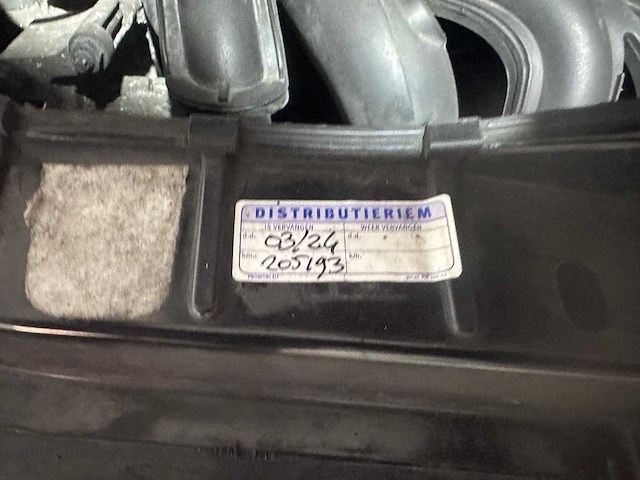 DISTRIBUTIERIEM
IS VERVANGEN WEER VERVANGEN
d.d. 03/24 d.d.
km. 205193 km.